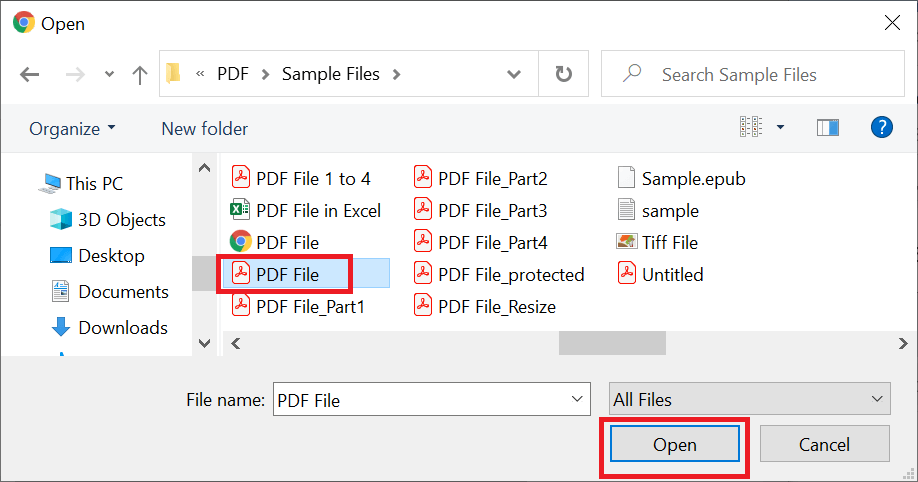 Open
« PDF > Sample Files >
Search Sample Files
Organize
New folder
?
This PC
3D Objects
Desktop
Documents
Downloads
PDF File 1 to 4
PDF File in Excel
PDF File
PDF File
PDF File_Part1
PDF File_Part2
PDF File_Part3
PDF File_Part4
PDF File_protected
PDF File_Resize
Sample.epub
sample
Tiff File
Untitled
File name:
PDF File
All Files
Open
Cancel